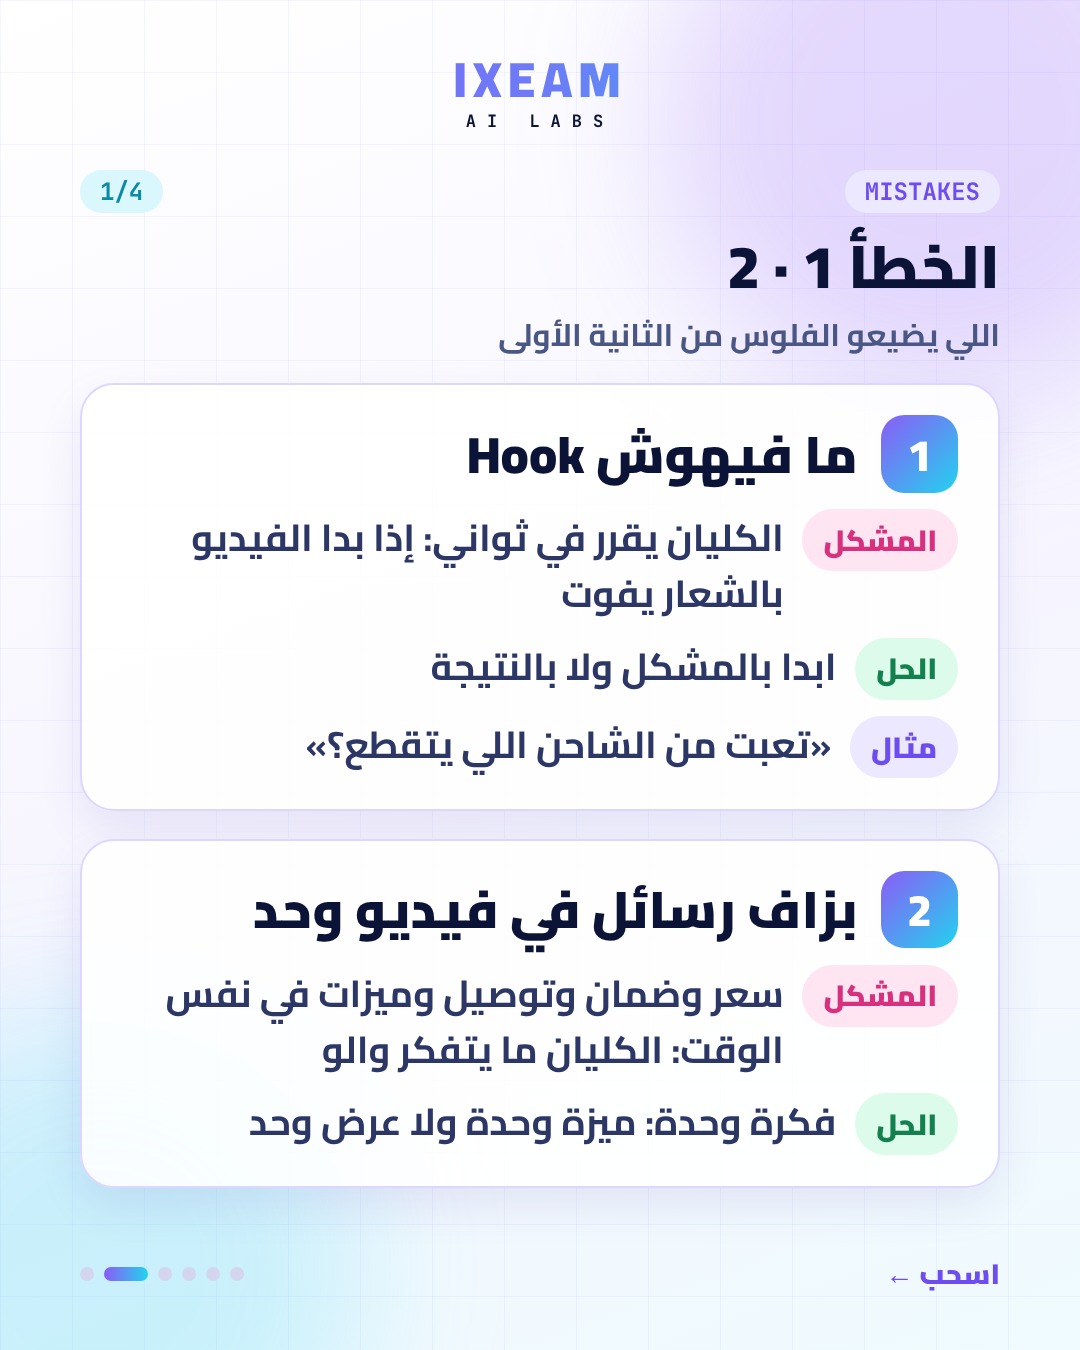 IXEAM
AI LABS
MISTAKES
1/4
الخطأ 1 · 2
اللي يضيعو الفلوس من الثانية الأولى
1
ما فيهوش Hook
المشكل
الكليان يقرر في ثواني: إذا بدا الفيديو
بالشعار يفوت
الحل
ابدا بالمشكل ولا بالنتيجة
مثال
«تعبت من الشاحن اللي يتقطع؟»
2
بزاف رسائل في فيديو وحد
المشكل
سعر وضمان وتوصيل وميزات في نفس
الوقت: الكليان ما يتفكر والو
الحل
فكرة وحدة: ميزة وحدة ولا عرض وحد
اسحب ←